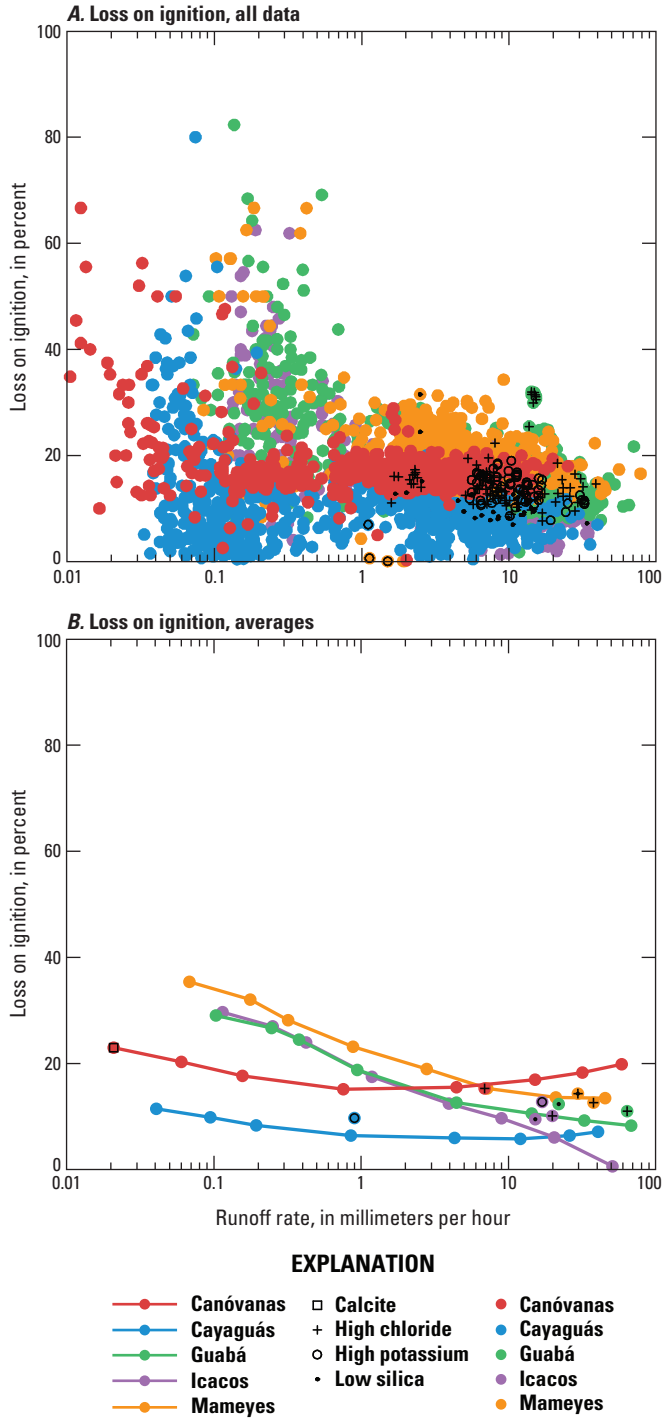 A. Loss on ignition, all data
100
80
60
40
20
0
Loss on ignition, in percent
0.01 0.1 1 10 100
B. Loss on ignition, averages
100
80
60
40
20
0
Loss on ignition, in percent
0.01 0.1 1 10 100
Runoff rate, in millimeters per hour
EXPLANATION
Canóvanas Calcite Canóvanas
Cayaguás High chloride Cayaguás
Guabá High potassium Guabá
Icacos Low silica Icacos
Mameyes Mameyes